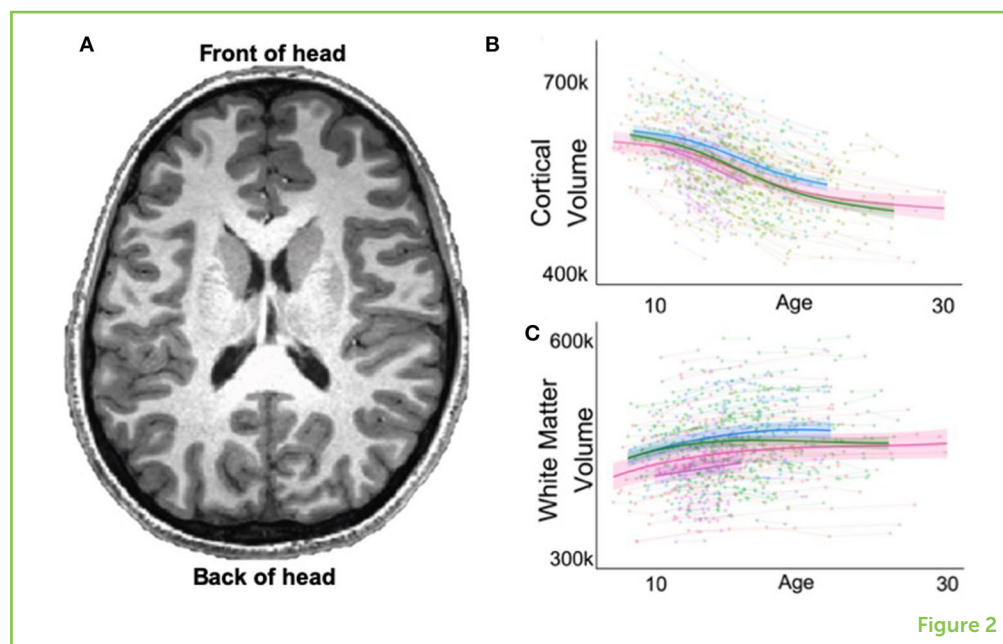 A
Front of head
Back of head
B
700k
Cortical
Volume
400k
10
Age
30
C
600k
White Matter
Volume
300k
10
Age
30
Figure 2